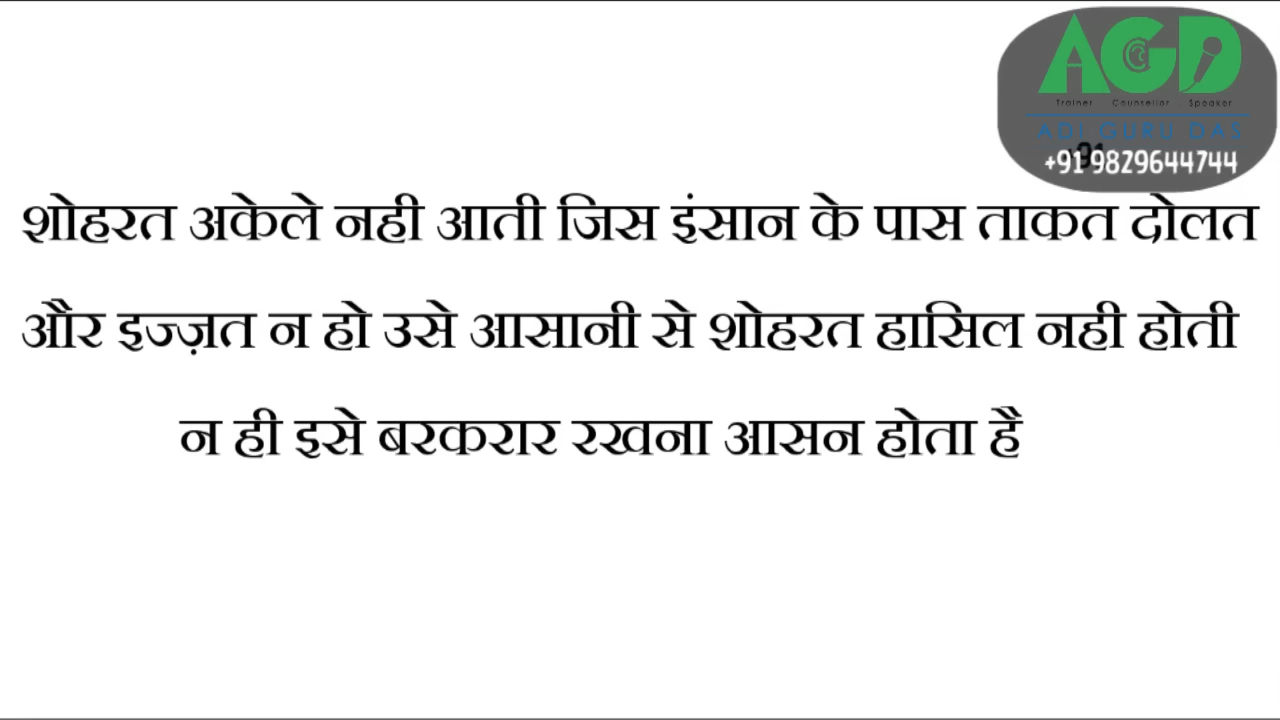 AGD
Trainer Counsellor Speaker
ADI GURU DAS
+91 9829644744
शोहरत अकेले नही आती जिस इंसान के पास ताकत दोलत
और इज्ज़त न हो उसे आसानी से शोहरत हासिल नही होती
न ही इसे बरकरार रखना आसन होता है